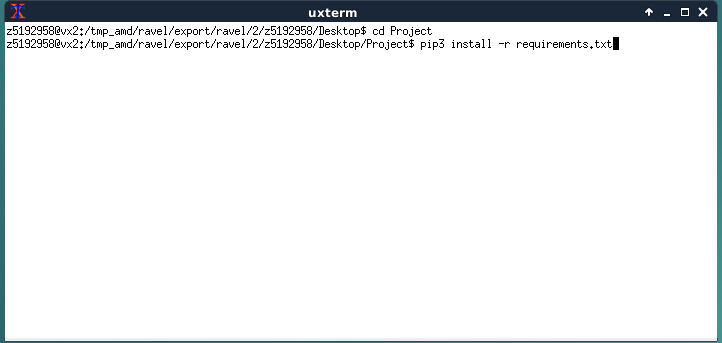 uxterm
z5192958@vx2:/tmp_amd/ravel/export/ravel/2/z5192958/Desktop$ cd Project
z5192958@vx2:/tmp_amd/ravel/export/ravel/2/z5192958/Desktop/Project$ pip3 install -r requirements.txt